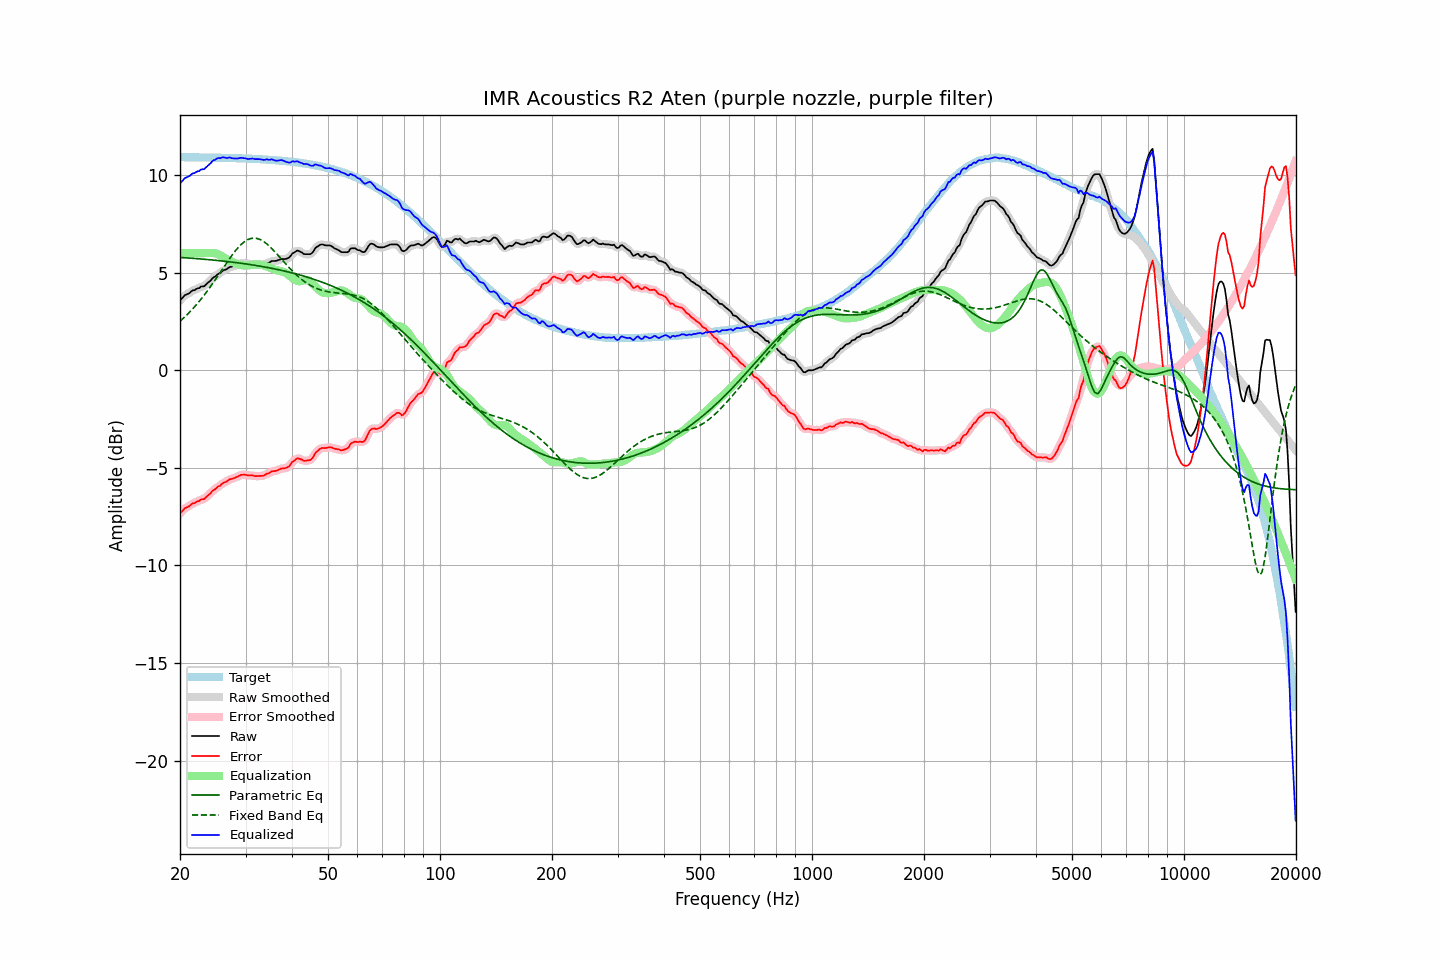 IMR Acoustics R2 Aten (purple nozzle, purple filter)
Amplitude (dBr)
10
5
0
−5
−10
−15
−20
Target
Raw Smoothed
Error Smoothed
Raw
Error
Equalization
Parametric Eq
Fixed Band Eq
Equalized
20 50 100 200 500 1000 2000 5000 10000 20000
Frequency (Hz)